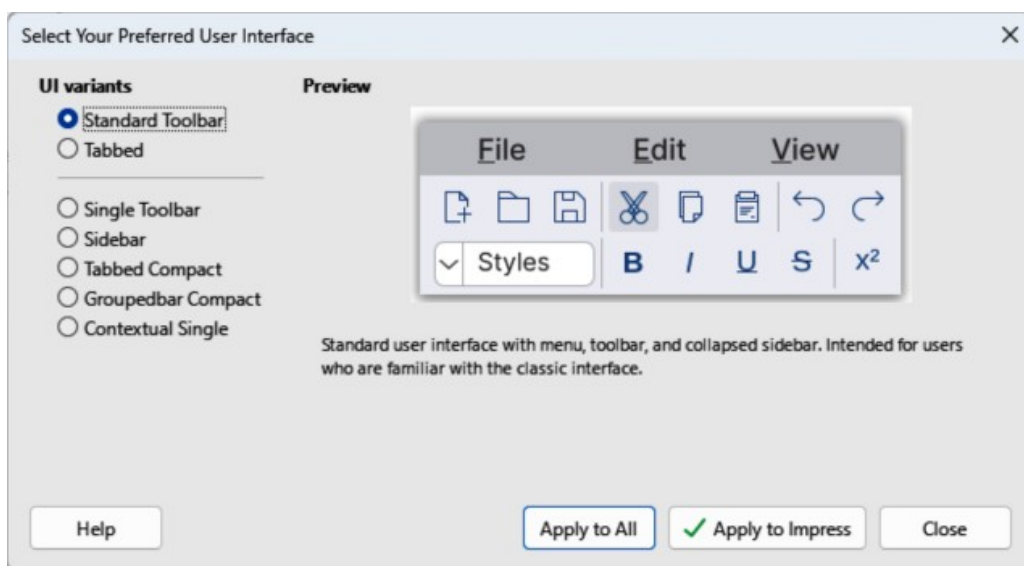 Select Your Preferred User Interface
UI variants
Standard Toolbar
Tabbed
Single Toolbar
Sidebar
Tabbed Compact
Groupedbar Compact
Contextual Single
Preview
File Edit View
Styles B I U S x²
Standard user interface with menu, toolbar, and collapsed sidebar. Intended for users
who are familiar with the classic interface.
Help Apply to All Apply to Impress Close